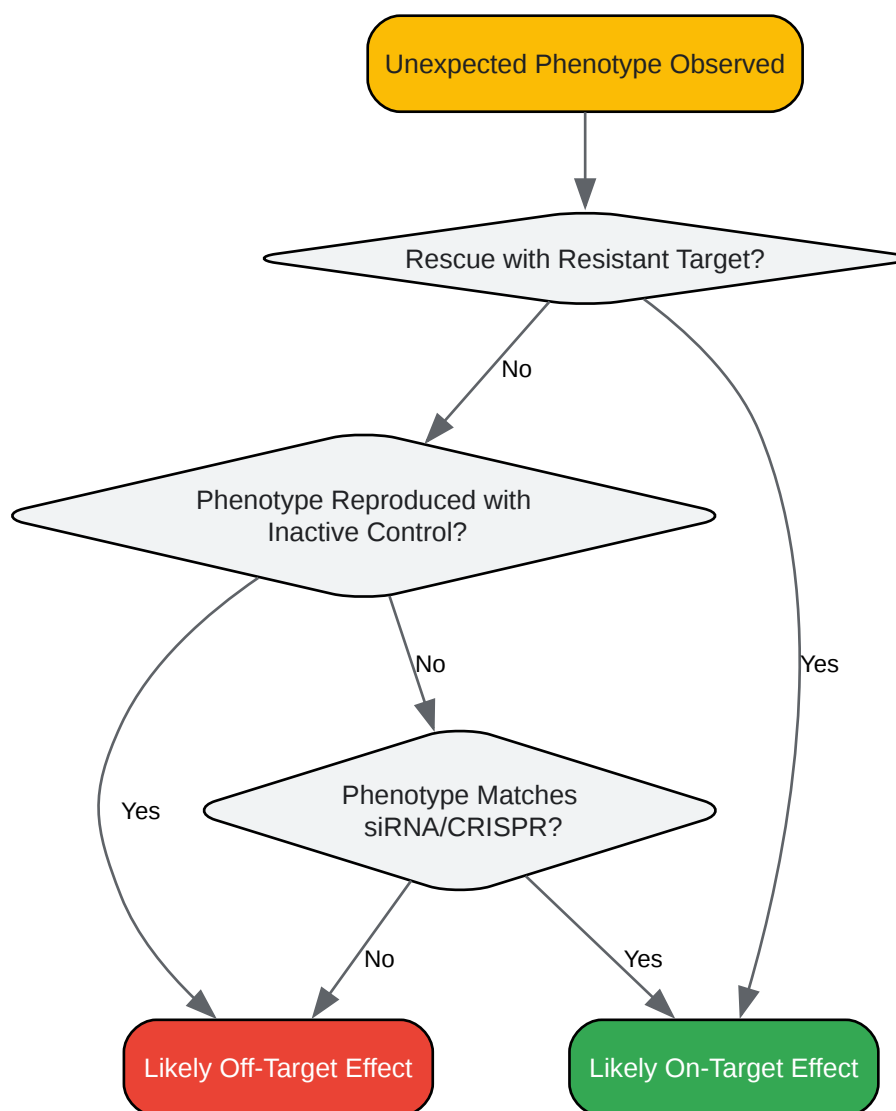 Unexpected Phenotype Observed
Rescue with Resistant Target?
No
Phenotype Reproduced with
Inactive Control?
No
Yes
Phenotype Matches
siRNA/CRISPR?
Yes
No
Yes
Likely Off-Target Effect
Likely On-Target Effect